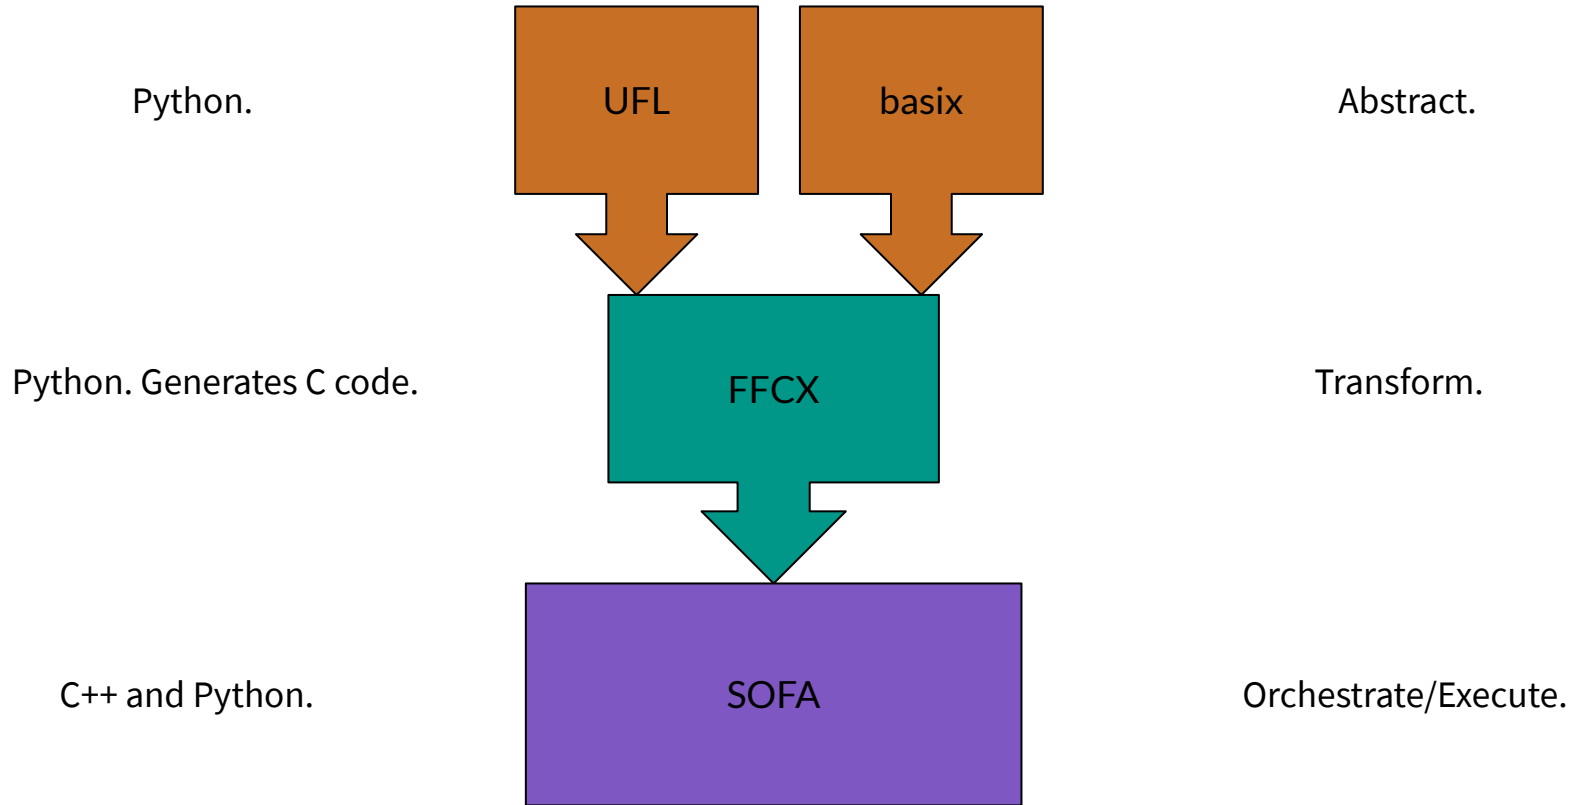 Python.
UFL
basix
Abstract.
Python. Generates C code.
FFCX
Transform.
C++ and Python.
SOFA
Orchestrate/Execute.